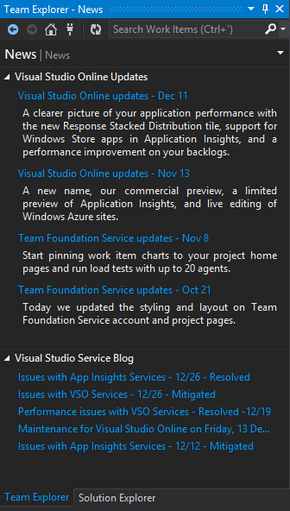 Team Explorer - News
Search Work Items (Ctrl+')
News | News
Visual Studio Online Updates
Visual Studio Online updates - Dec 11
A clearer picture of your application performance with
the new Response Stacked Distribution tile, support for
Windows Store apps in Application Insights, and a
performance improvement on your backlogs.
Visual Studio Online updates - Nov 13
A new name, our commercial preview, a limited
preview of Application Insights, and live editing of
Windows Azure sites.
Team Foundation Service updates - Nov 8
Start pinning work item charts to your project home
pages and run load tests with up to 20 agents.
Team Foundation Service updates - Oct 21
Today we updated the styling and layout on Team
Foundation Service account and project pages.
Visual Studio Service Blog
Issues with App Insights Services - 12/26 - Resolved
Issues with VSO Services - 12/26 - Mitigated
Performance issues with VSO Services - Resolved -12/19
Maintenance for Visual Studio Online on Friday, 13 De...
Issues with App Insights Services - 12/12 - Mitigated
Team Explorer Solution Explorer